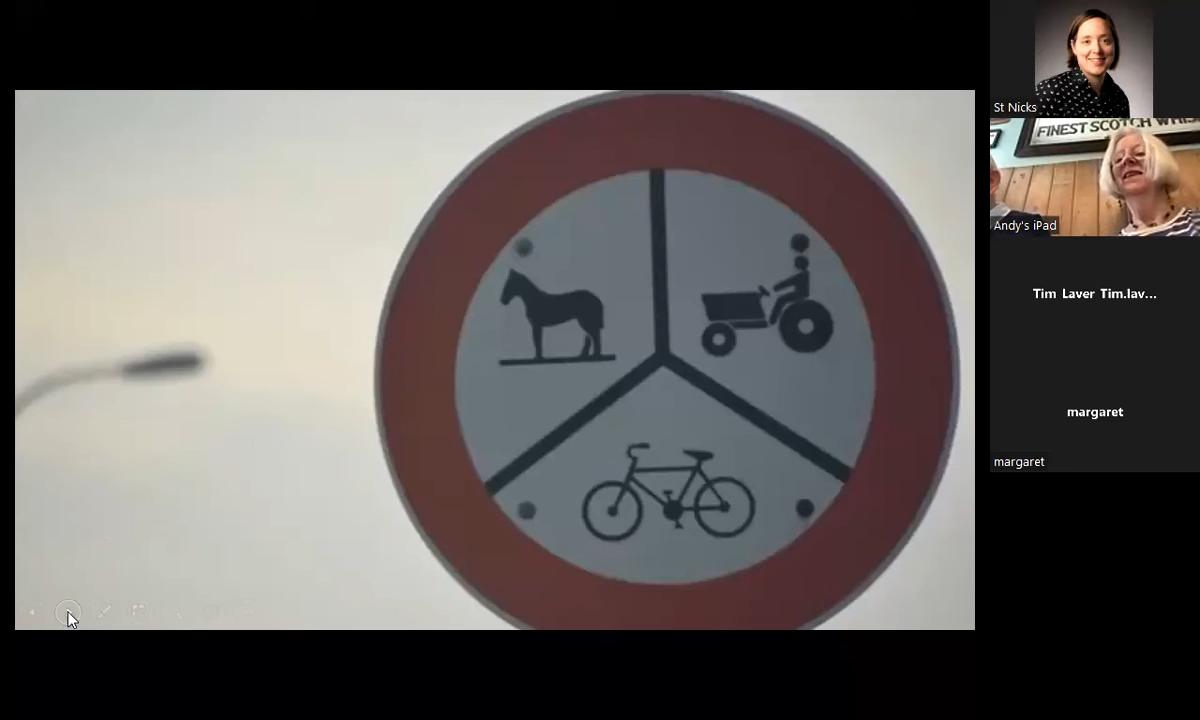 St Nicks
FINEST SCOTCH WHIS
Andy's iPad
Tim Laver Tim.lav...
margaret
margaret